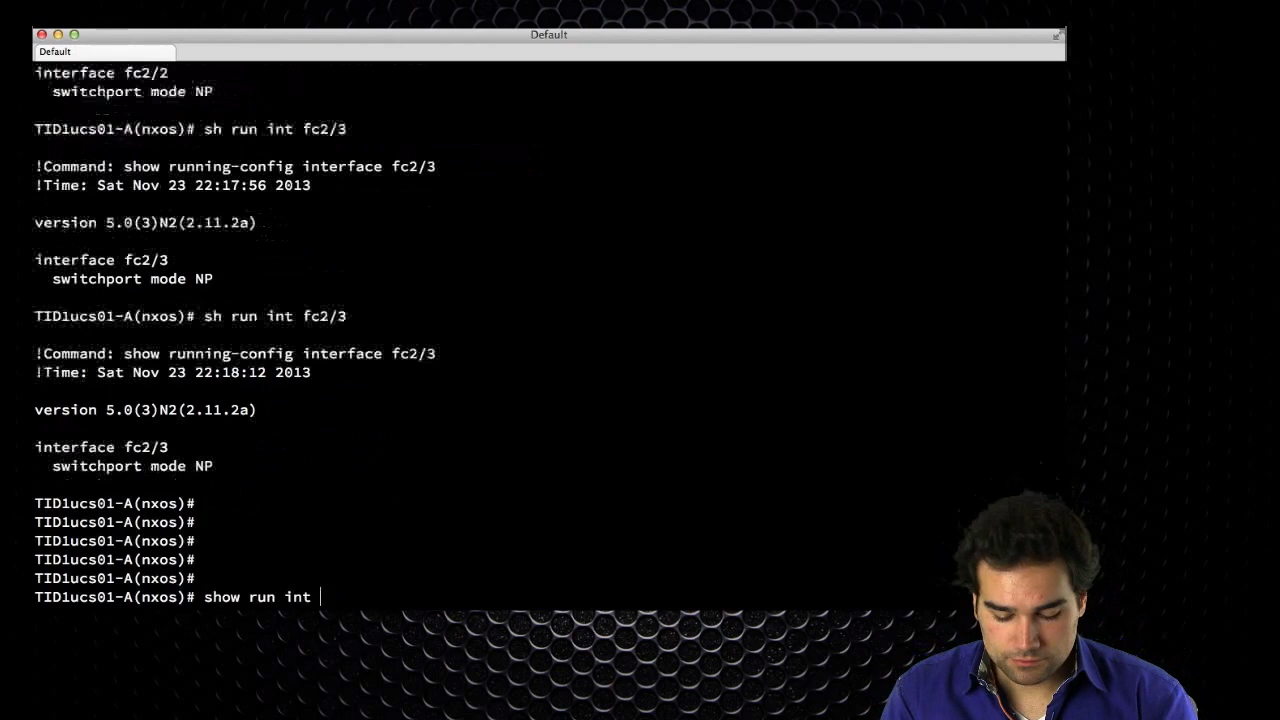 Default
Default
interface fc2/2
switchport mode NP
TID1ucs01-A(nxos)# sh run int fc2/3
!Command: show running-config interface fc2/3
!Time: Sat Nov 23 22:17:56 2013
version 5.0(3)N2(2.11.2a)
interface fc2/3
switchport mode NP
TID1ucs01-A(nxos)# sh run int fc2/3
!Command: show running-config interface fc2/3
!Time: Sat Nov 23 22:18:12 2013
version 5.0(3)N2(2.11.2a)
interface fc2/3
switchport mode NP
TID1ucs01-A(nxos)#
TID1ucs01-A(nxos)#
TID1ucs01-A(nxos)#
TID1ucs01-A(nxos)#
TID1ucs01-A(nxos)#
TID1ucs01-A(nxos)# show run int